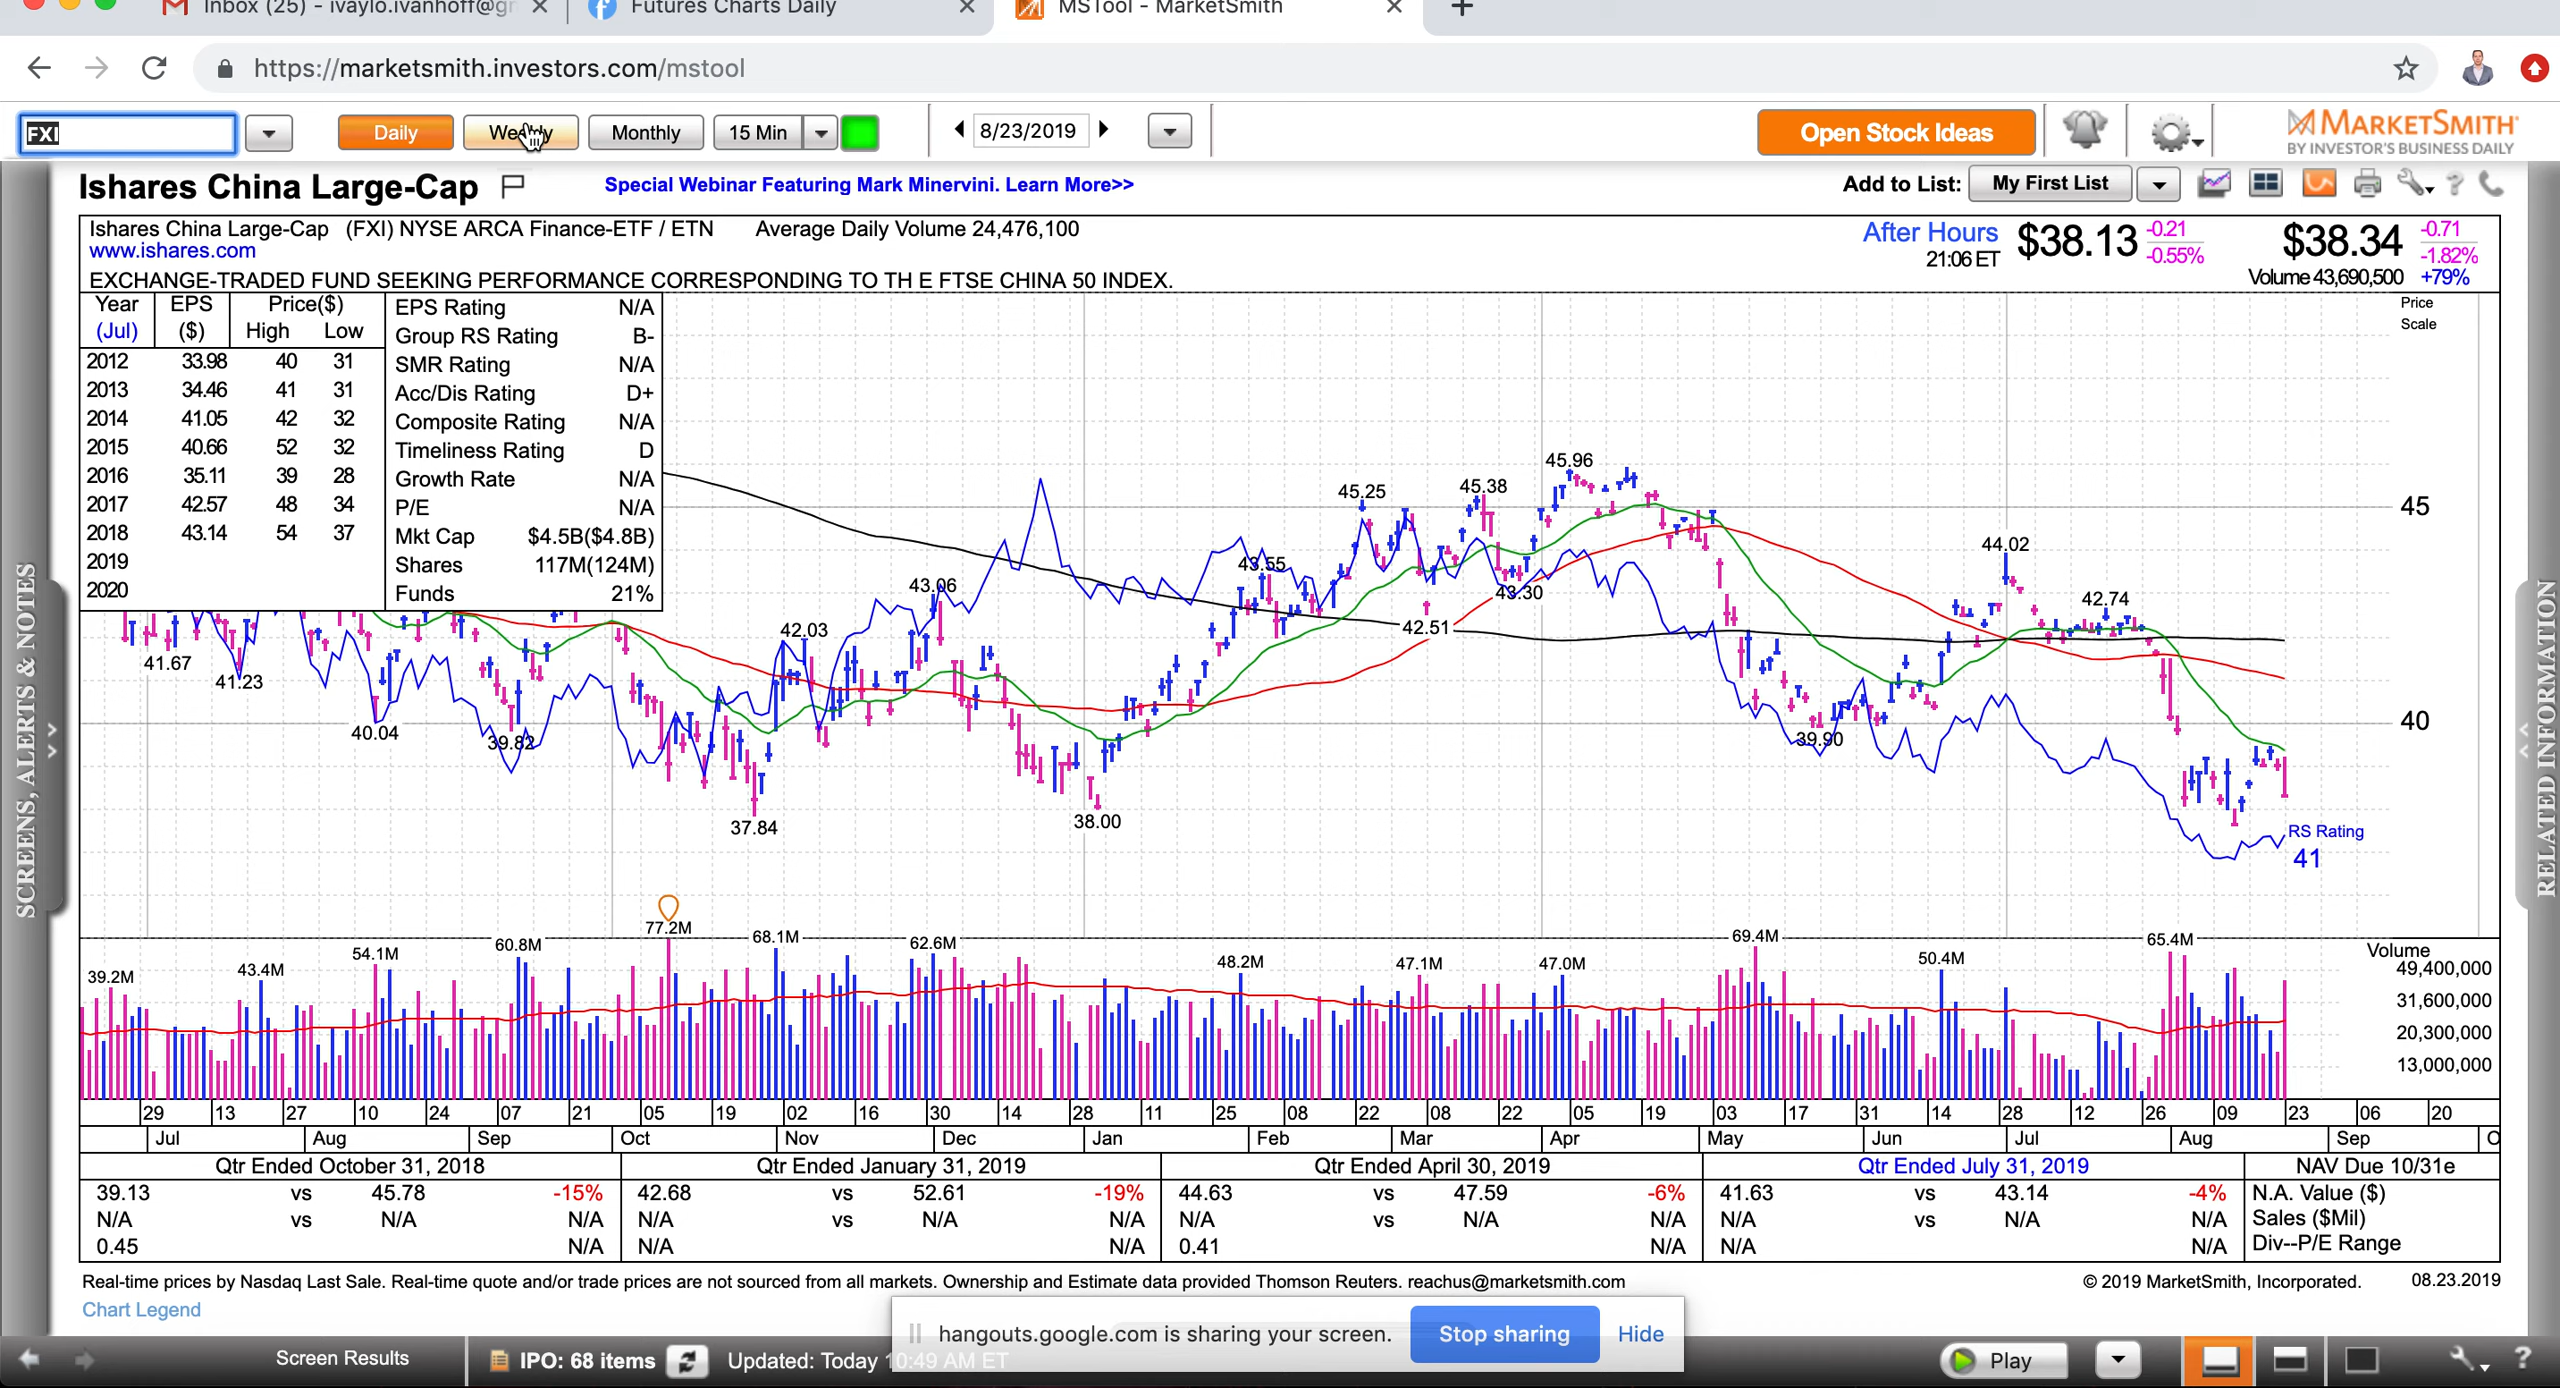 Inbox (25) - ivaylo.ivanhoff@gr
Futures Charts Daily
MSTool - MarketSmith
https://marketsmith.investors.com/mstool
FXI
Daily
Weekly
Monthly
15 Min
8/23/2019
Open Stock Ideas
MARKETSMITH
BY INVESTOR'S BUSINESS DAILY
Ishares China Large-Cap
Special Webinar Featuring Mark Minervini. Learn More>>
Add to List: My First List
Ishares China Large-Cap (FXI) NYSE ARCA Finance-ETF / ETN Average Daily Volume 24,476,100
www.ishares.com
EXCHANGE-TRADED FUND SEEKING PERFORMANCE CORRESPONDING TO TH E FTSE CHINA 50 INDEX.
After Hours $38.13 -0.21
21:06 ET -0.55%
$38.34 -0.71
-1.82%
Volume 43,690,500 +79%
Year EPS Price($)
(Jul) ($) High Low
2012 33.98 40 31
2013 34.46 41 31
2014 41.05 42 32
2015 40.66 52 32
2016 35.11 39 28
2017 42.57 48 34
2018 43.14 54 37
2019
2020
EPS Rating N/A
Group RS Rating B-
SMR Rating N/A
Acc/Dis Rating D+
Composite Rating N/A
Timeliness Rating D
Growth Rate N/A
P/E N/A
Mkt Cap $4.5B($4.8B)
Shares 117M(124M)
Funds 21%
Price
Scale
45
40
41.67
41.23
40.04
39.82
37.84
42.03
43.06
38.00
43.55
45.25
42.51
45.38
43.30
45.96
39.90
44.02
42.74
RS Rating
41
39.2M
43.4M
54.1M
60.8M
77.2M
68.1M
62.6M
48.2M
47.1M
47.0M
69.4M
50.4M
65.4M
Volume
49,400,000
31,600,000
20,300,000
13,000,000
29 13 27 10 24 07 21 05 19 02 16 30 14 28 11 25 08 22 08 22 05 19 03 17 31 14 28 12 26 09 23 06 20
Jul Aug Sep Oct Nov Dec Jan Feb Mar Apr May Jun Jul Aug Sep O
Qtr Ended October 31, 2018 Qtr Ended January 31, 2019 Qtr Ended April 30, 2019 Qtr Ended July 31, 2019 NAV Due 10/31e
39.13 vs 45.78 -15% 42.68 vs 52.61 -19% 44.63 vs 47.59 -6% 41.63 vs 43.14 -4% N.A. Value ($)
N/A vs N/A N/A N/A vs N/A N/A N/A vs N/A N/A N/A vs N/A N/A Sales ($Mil)
0.45 N/A N/A N/A 0.41 N/A N/A N/A Div--P/E Range
Real-time prices by Nasdaq Last Sale. Real-time quote and/or trade prices are not sourced from all markets. Ownership and Estimate data provided Thomson Reuters. reachus@marketsmith.com
© 2019 MarketSmith, Incorporated. 08.23.2019
Chart Legend
SCREENS, ALERTS & NOTES
RELATED INFORMATION
hangouts.google.com is sharing your screen. Stop sharing Hide
Screen Results
IPO: 68 items
Updated: Today 10:49 AM ET
Play